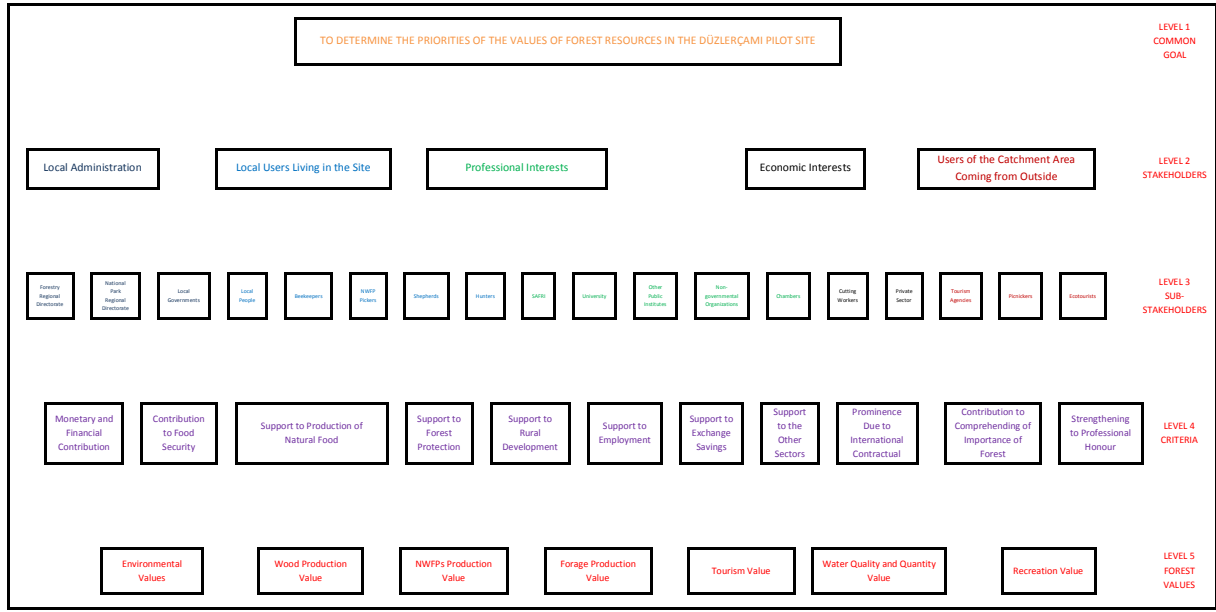 TO DETERMINE THE PRIORITIES OF THE VALUES OF FOREST RESOURCES IN THE DÜZLERÇAMI PILOT SITE
LEVEL 1
COMMON
GOAL
Local Administration
Local Users Living in the Site
Professional Interests
Economic Interests
Users of the Catchment Area
Coming from Outside
LEVEL 2
STAKEHOLDERS
Forestry
Regional
Directorate
National
Park
Regional
Directorate
Local
Governments
Local
People
Beekeepers
NWFP
Pickers
Shepherds
Hunters
SAFRI
University
Other
Public
Institutes
Non-
governmental
Organizations
Chambers
Cutting
Workers
Private
Sector
Tourism
Agencies
Picnickers
Ecotourists
LEVEL 3
SUB-
STAKEHOLDERS
Monetary and
Financial
Contribution
Contribution
to Food
Security
Support to Production of
Natural Food
Support to
Forest
Protection
Support to
Rural
Development
Support to
Employment
Support to
Exchange
Savings
Support
to the
Other
Sectors
Prominence
Due to
International
Contractual
Contribution to
Comprehending of
Importance of
Forest
Strengthening
to Professional
Honour
LEVEL 4
CRITERIA
Environmental
Values
Wood Production
Value
NWFPs Production
Value
Forage Production
Value
Tourism Value
Water Quality and Quantity
Value
Recreation Value
LEVEL 5
FOREST
VALUES